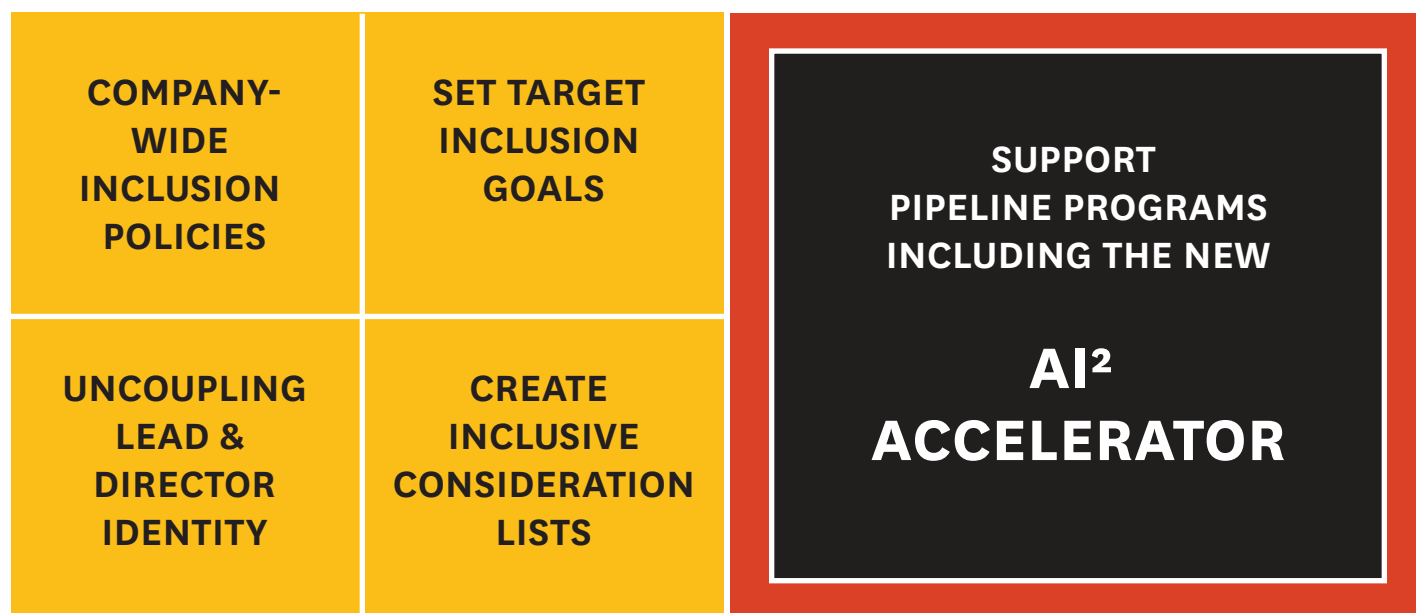 COMPANY-
WIDE
INCLUSION
POLICIES
SET TARGET
INCLUSION
GOALS
UNCOUPLING
LEAD &
DIRECTOR
IDENTITY
CREATE
INCLUSIVE
CONSIDERATION
LISTS
SUPPORT
PIPELINE PROGRAMS
INCLUDING THE NEW
AI²
ACCELERATOR